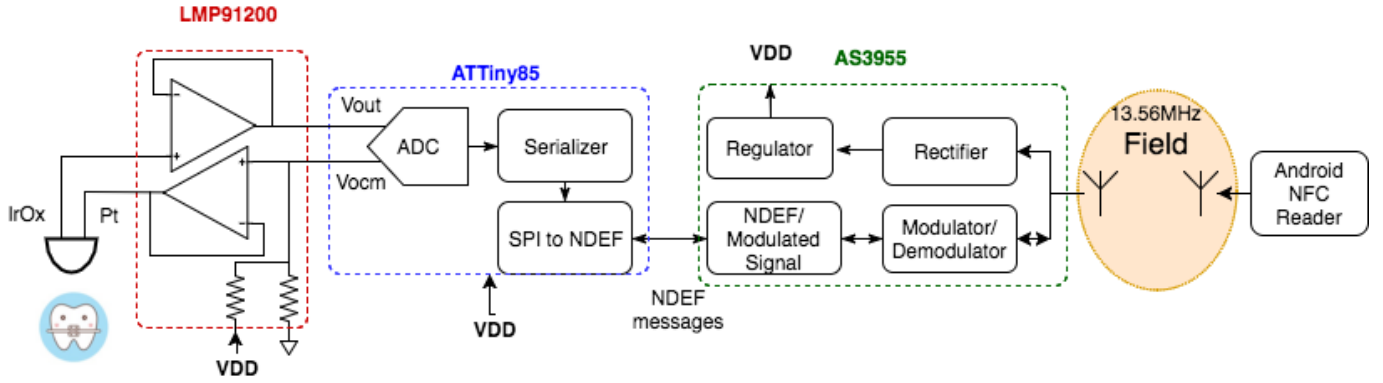 LMP91200
ATTiny85
AS3955
VDD
Vout
ADC
Vocm
Serializer
SPI to NDEF
Regulator
Rectifier
NDEF/
Modulated
Signal
Modulator/
Demodulator
13.56MHz
Field
Android
NFC
Reader
IrOx
Pt
NDEF
messages
VDD
VDD